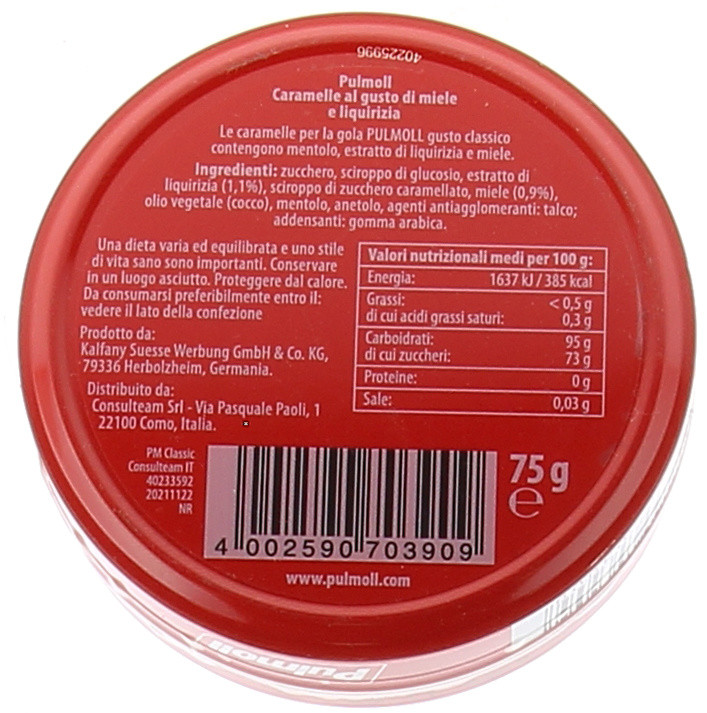 40225996
Pulmoll
Caramelle al gusto di miele
e liquirizia
Le caramelle per la gola PULMOLL gusto classico
contengono mentolo, estratto di liquirizia e miele.
Ingredienti: zucchero, sciroppo di glucosio, estratto di
liquirizia (1,1%), sciroppo di zucchero caramellato, miele (0,9%),
olio vegetale (cocco), mentolo, anetolo, agenti antiagglomeranti: talco;
addensanti: gomma arabica.
Una dieta varia ed equilibrata e uno stile
di vita sano sono importanti. Conservare
in un luogo asciutto. Proteggere dal calore.
Da consumarsi preferibilmente entro il:
vedere il lato della confezione
Prodotto da:
Kalfany Suesse Werbung GmbH & Co. KG,
79336 Herbolzheim, Germania.
Distribuito da:
Consulteam Srl - Via Pasquale Paoli, 1
22100 Como, Italia.
Valori nutrizionali medi per 100 g:
Energia: 1637 kJ / 385 kcal
Grassi: < 0,5 g
di cui acidi grassi saturi: 0,3 g
Carboidrati: 95 g
di cui zuccheri: 73 g
Proteine: 0 g
Sale: 0,03 g
PM Classic
Consulteam IT
40233592
20211122
NR
75 g
e
4 002590 703909
www.pulmoll.com
Pulmoll